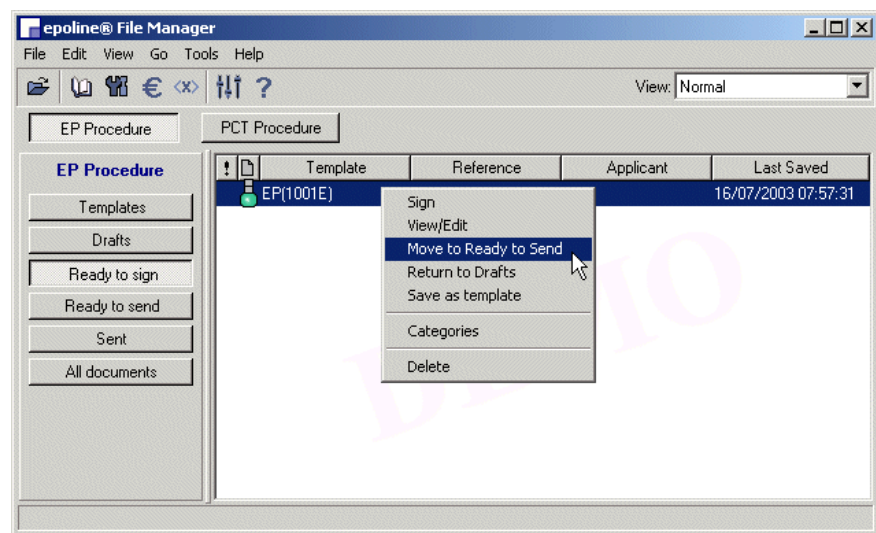 epoline® File Manager
File Edit View Go Tools Help
View: Normal
EP Procedure PCT Procedure
EP Procedure
! Template Reference Applicant Last Saved
EP(1001E) 16/07/2003 07:57:31
Templates
Drafts
Ready to sign
Ready to send
Sent
All documents
Sign
View/Edit
Move to Ready to Send
Return to Drafts
Save as template
Categories
Delete
DEMO